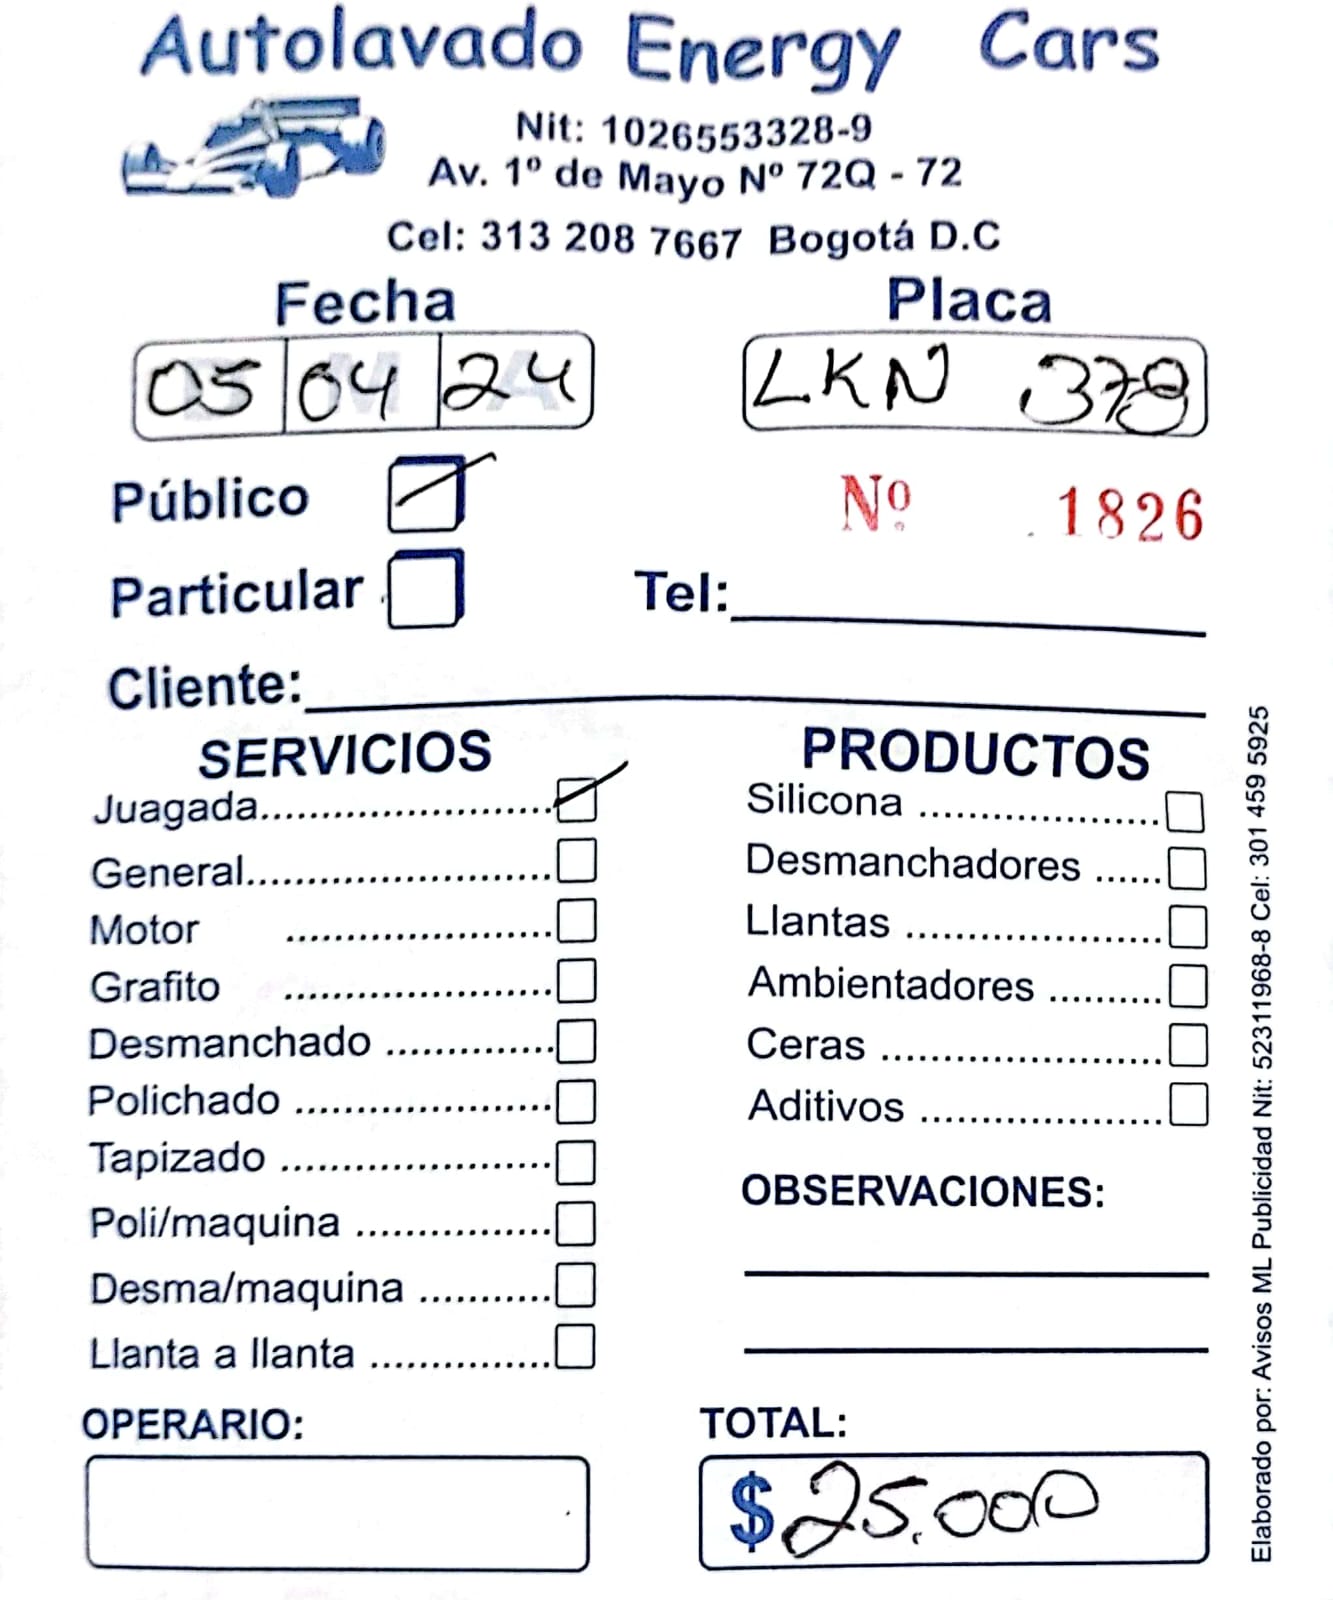 Autolavado Energy Cars
Nit: 1026553328-9
Av. 1º de Mayo Nº 72Q - 72
Cel: 313 208 7667 Bogotá D.C
Fecha
Placa
05 04 24
LKN 378
Público
Nº 1826
Particular
Tel:
Cliente:
SERVICIOS
Juagada
General
Motor
Grafito
Desmanchado
Polichado
Tapizado
Poli/maquina
Desma/maquina
Llanta a llanta
PRODUCTOS
Silicona
Desmanchadores
Llantas
Ambientadores
Ceras
Aditivos
OBSERVACIONES:
OPERARIO:
TOTAL:
$ 25.000
Elaborado por: Avisos ML Publicidad Nit: 52311968-8 Cel: 301 459 5925